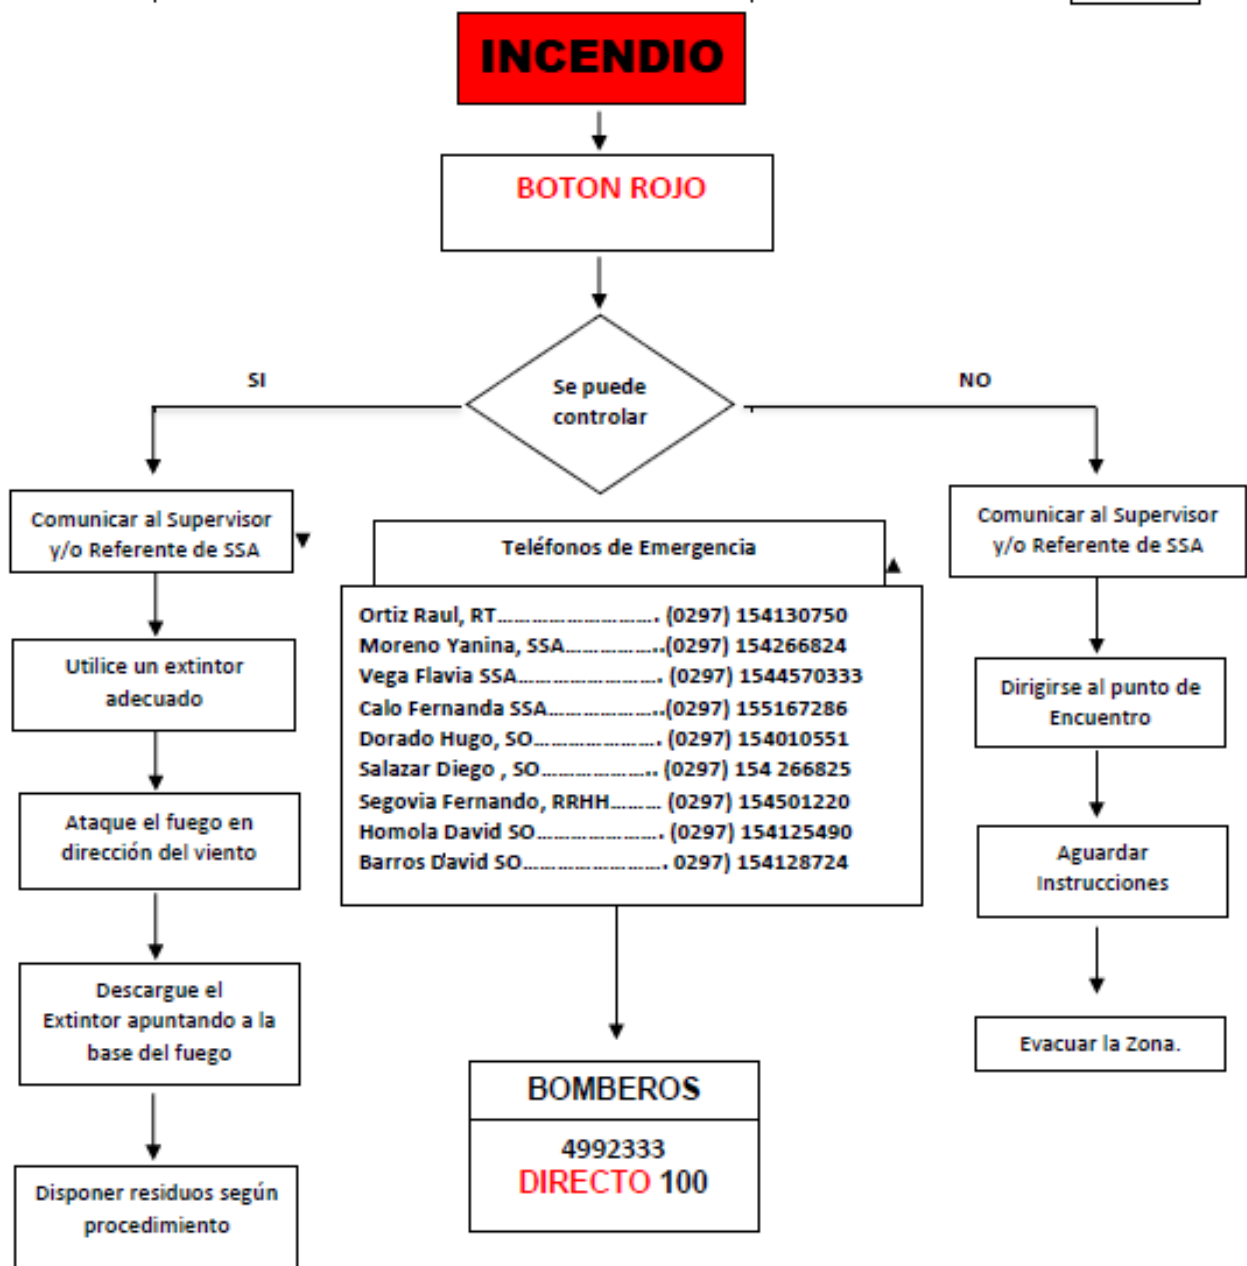 INCENDIO
BOTON ROJO
Se puede
controlar
SI
NO
Comunicar al Supervisor
y/o Referente de SSA
Utilice un extintor
adecuado
Ataque el fuego en
dirección del viento
Descargue el
Extintor apuntando a la
base del fuego
Disponer residuos según
procedimiento
Teléfonos de Emergencia
Ortiz Raul, RT............................. (0297) 154130750
Moreno Yanina, SSA..................(0297) 154266824
Vega Flavia SSA.......................... (0297) 1544570333
Calo Fernanda SSA.....................(0297) 155167286
Dorado Hugo, SO...................... (0297) 154010551
Salazar Diego , SO..................... (0297) 154 266825
Segovia Fernando, RRHH......... (0297) 154501220
Homola David SO....................... (0297) 154125490
Barros David SO......................... 0297) 154128724
BOMBEROS
4992333
DIRECTO 100
Comunicar al Supervisor
y/o Referente de SSA
Dirigirse al punto de
Encuentro
Aguardar
Instrucciones
Evacuar la Zona.